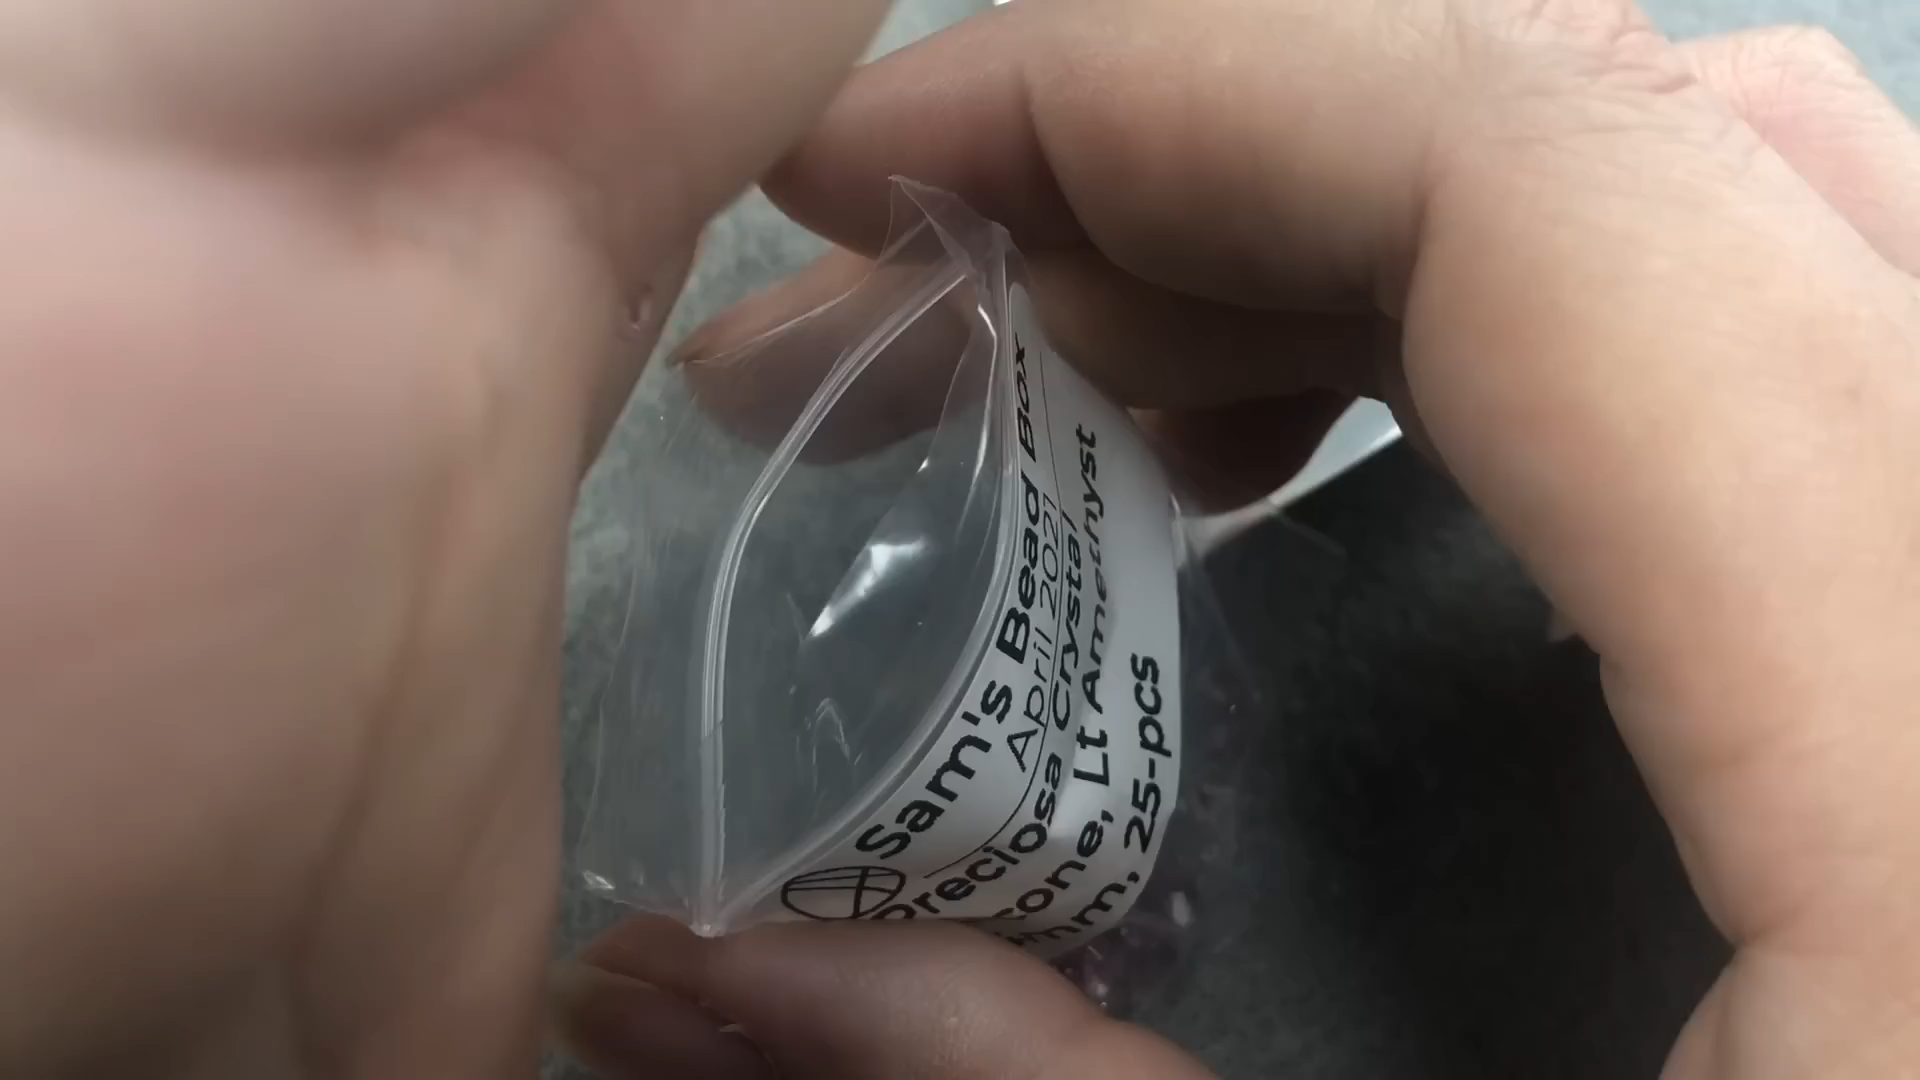 Sam's Bead Box
April 2021
Preciosa Crystal
cone, Lt Amethyst
mm, 25-pcs